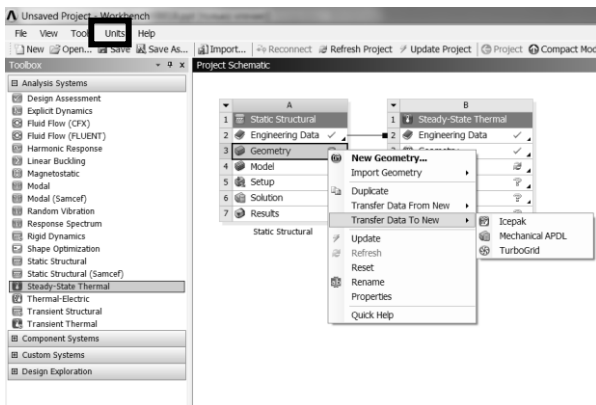 Unsaved Project - Workbench
File View Tool Units Help
New Open... Save Save As... Import... Reconnect Refresh Project Update Project Project Compact Mod
Toolbox
Project Schematic
Analysis Systems
Design Assessment
Explicit Dynamics
Fluid Flow (CFX)
Fluid Flow (FLUENT)
Harmonic Response
Linear Buckling
Magnetostatic
Modal
Modal (Samcef)
Random Vibration
Response Spectrum
Rigid Dynamics
Shape Optimization
Static Structural
Static Structural (Samcef)
Steady-State Thermal
Thermal-Electric
Transient Structural
Transient Thermal
Component Systems
Custom Systems
Design Exploration
A
1 Static Structural
2 Engineering Data
3 Geometry
4 Model
5 Setup
6 Solution
7 Results
Static Structural
B
1 Steady-State Thermal
2 Engineering Data
New Geometry...
Import Geometry
Duplicate
Transfer Data From New
Transfer Data To New
Update
Refresh
Reset
Rename
Properties
Quick Help
Icepak
Mechanical APDL
TurboGrid